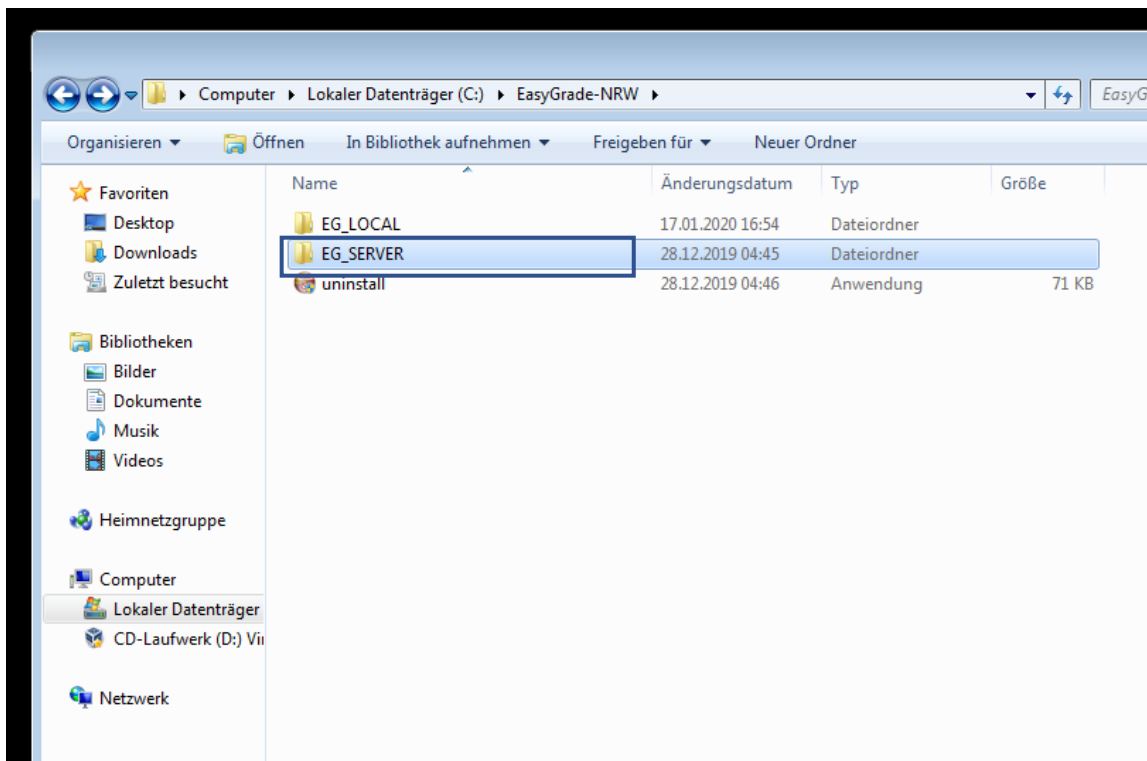 Computer ▸ Lokaler Datenträger (C:) ▸ EasyGrade-NRW ▸ EasyG
Organisieren Öffnen In Bibliothek aufnehmen Freigeben für Neuer Ordner
Name Änderungsdatum Typ Größe
EG_LOCAL 17.01.2020 16:54 Dateiordner
EG_SERVER 28.12.2019 04:45 Dateiordner
uninstall 28.12.2019 04:46 Anwendung 71 KB
Favoriten
Desktop
Downloads
Zuletzt besucht
Bibliotheken
Bilder
Dokumente
Musik
Videos
Heimnetzgruppe
Computer
Lokaler Datenträger
CD-Laufwerk (D:) Vi
Netzwerk